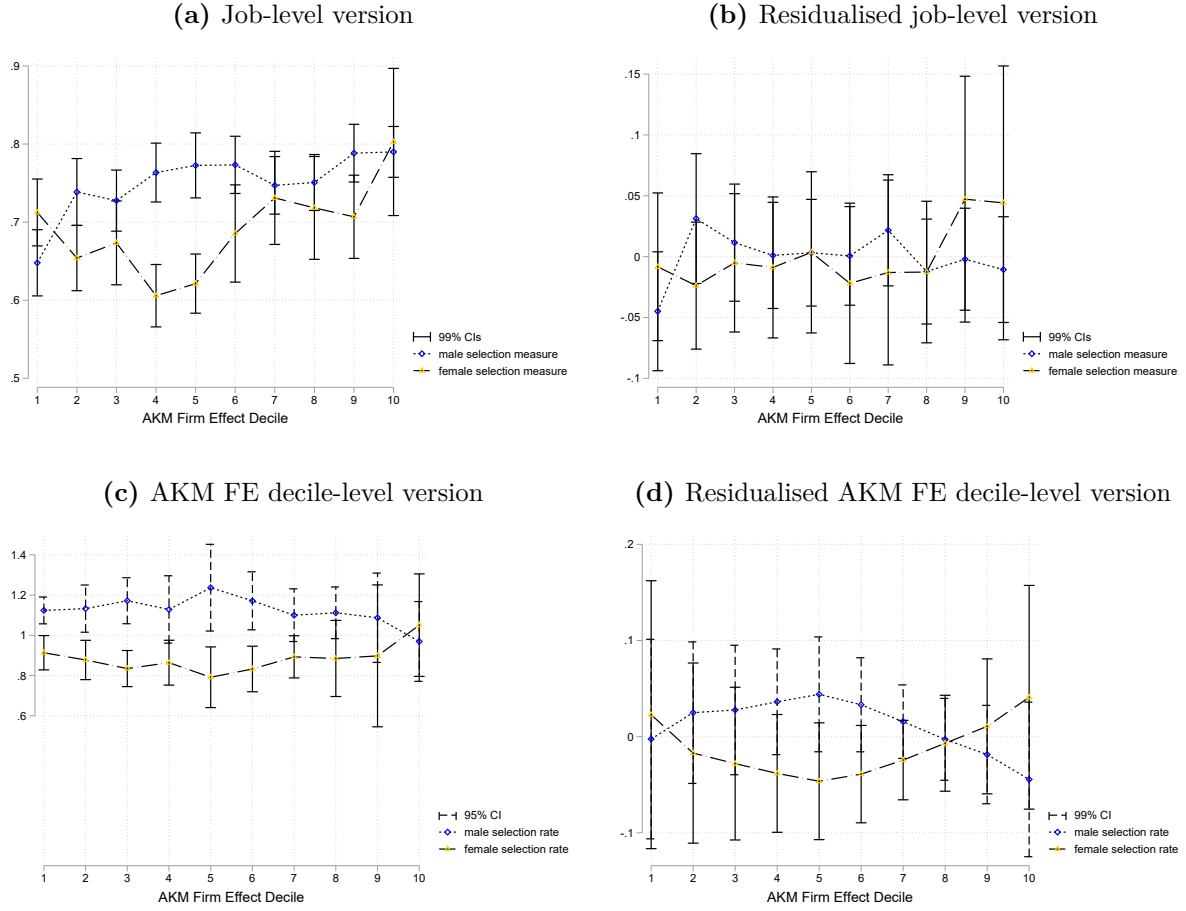 (a) Job-level version
.9
.8
.7
.6
.5
1 2 3 4 5 6 7 8 9 10
AKM Firm Effect Decile
99% CIs
male selection measure
female selection measure
(b) Residualised job-level version
.15
.1
.05
0
-.05
-.1
1 2 3 4 5 6 7 8 9 10
AKM Firm Effect Decile
99% CIs
male selection measure
female selection measure
(c) AKM FE decile-level version
1.4
1.2
1
.8
.6
1 2 3 4 5 6 7 8 9 10
AKM Firm Effect Decile
95% CI
male selection rate
female selection rate
(d) Residualised AKM FE decile-level version
.2
.1
0
-.1
1 2 3 4 5 6 7 8 9 10
AKM Firm Effect Decile
99% CI
male selection rate
female selection rate